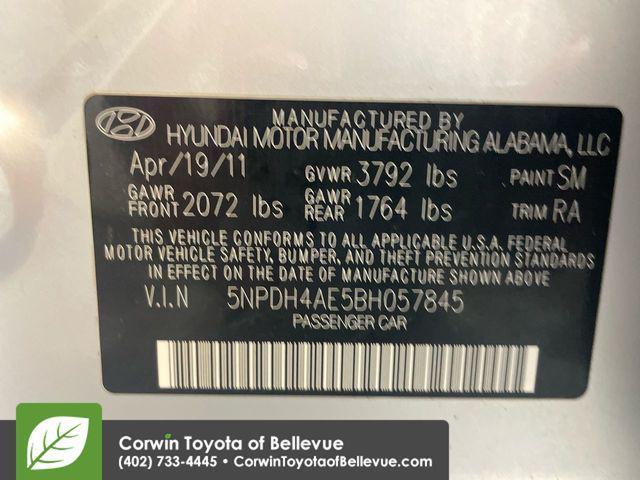 MANUFACTURED BY
HYUNDAI MOTOR MANUFACTURING ALABAMA, LLC
Apr/19/11 GVWR 3792 lbs PAINT SM
GAWR FRONT 2072 lbs GAWR REAR 1764 lbs TRIM RA
THIS VEHICLE CONFORMS TO ALL APPLICABLE U.S.A. FEDERAL
MOTOR VEHICLE SAFETY, BUMPER, AND THEFT PREVENTION STANDARDS
IN EFFECT ON THE DATE OF MANUFACTURE SHOWN ABOVE.
V.I.N 5NPDH4AE5BH057845
PASSENGER CAR
Corwin Toyota of Bellevue
(402) 733-4445 • CorwinToyotaofBellevue.com